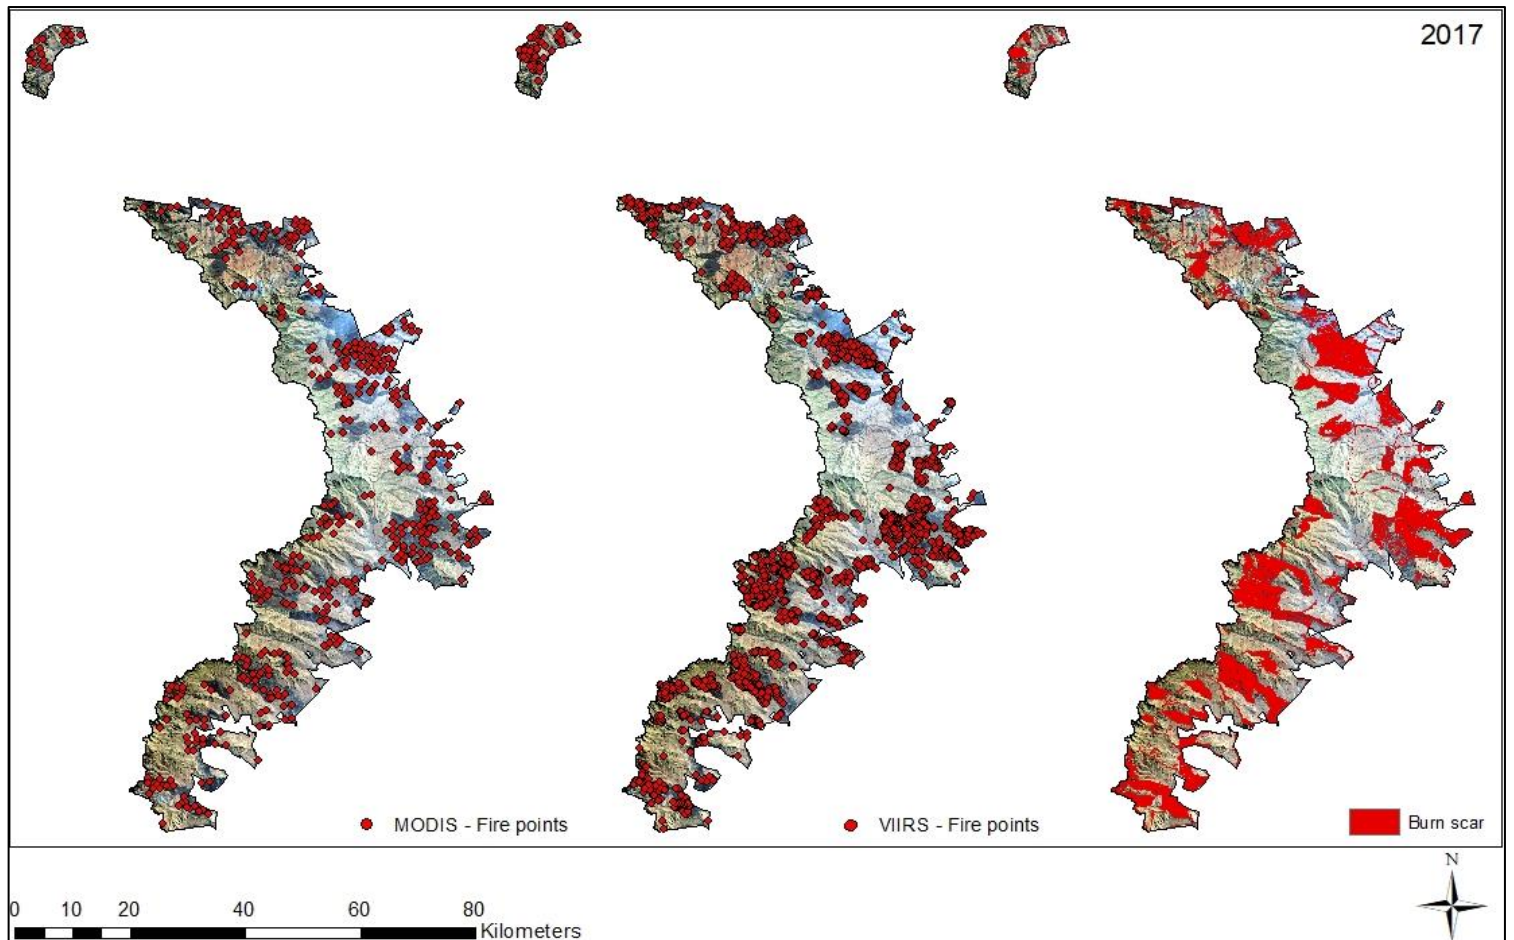 2017
MODIS - Fire points
VIIRS - Fire points
Burn scar
N
0 10 20 40 60 80
Kilometers